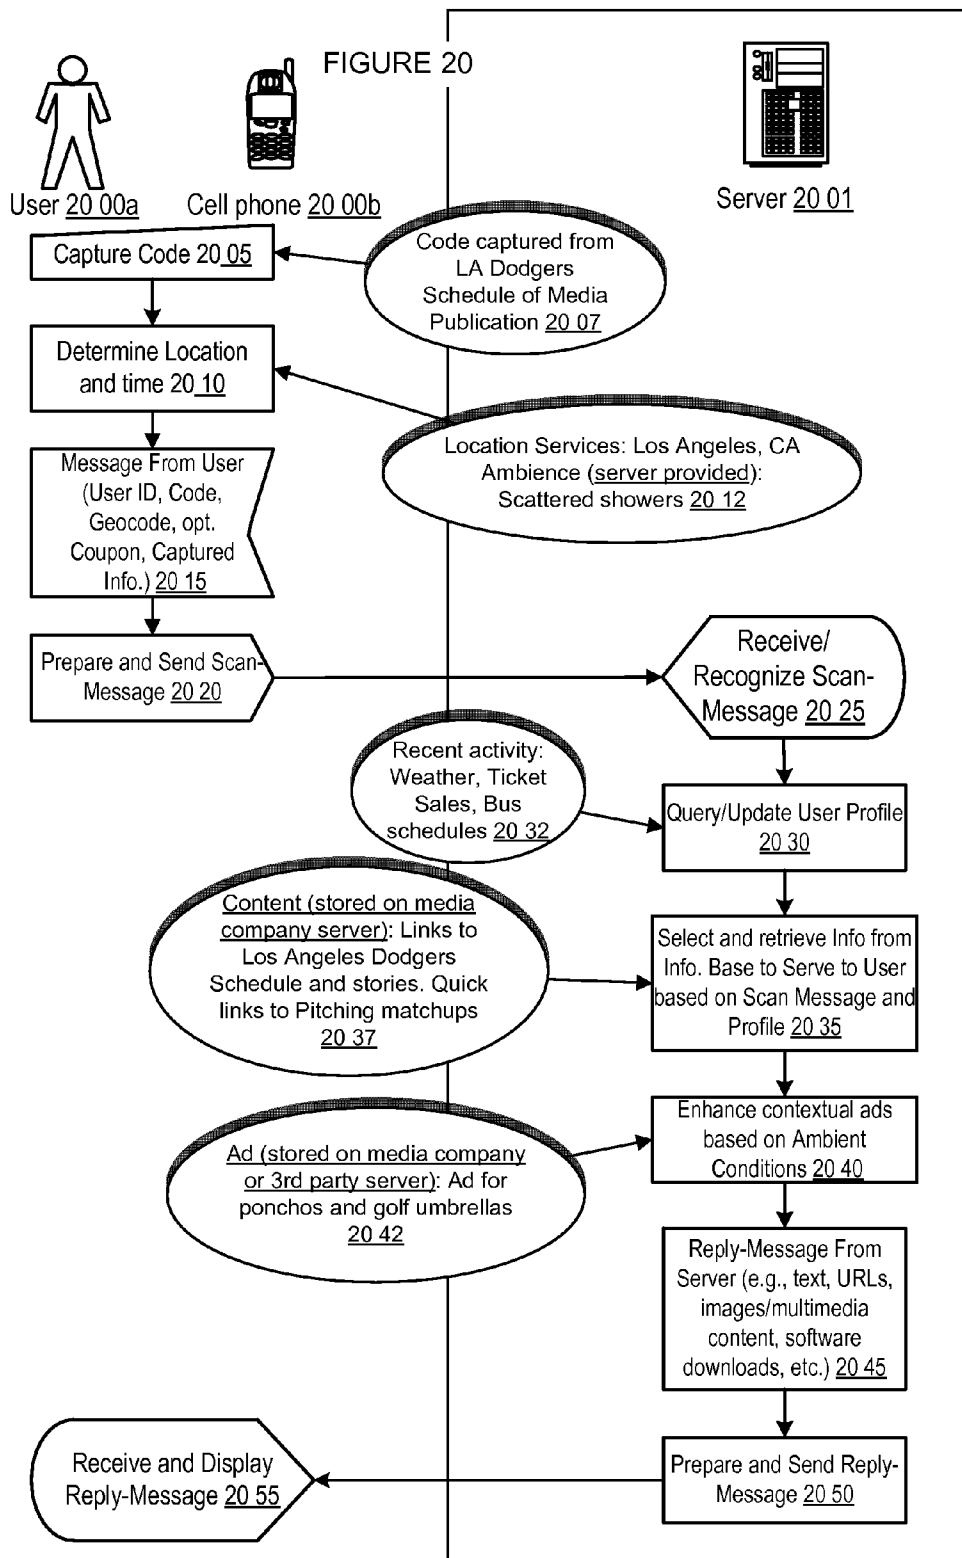 FIGURE 20
User 20 00a
Cell phone 20 00b
Server 20 01
Capture Code 20 05
Code captured from
LA Dodgers
Schedule of Media
Publication 20 07
Determine Location
and time 20 10
Location Services: Los Angeles, CA
Ambience (server provided):
Scattered showers 20 12
Message From User
(User ID, Code,
Geocode, opt.
Coupon, Captured
Info.) 20 15
Prepare and Send Scan-
Message 20 20
Receive/
Recognize Scan-
Message 20 25
Recent activity:
Weather, Ticket
Sales, Bus
schedules 20 32
Query/Update User Profile
20 30
Content (stored on media
company server): Links to
Los Angeles Dodgers
Schedule and stories. Quick
links to Pitching matchups
20 37
Select and retrieve Info from
Info. Base to Serve to User
based on Scan Message and
Profile 20 35
Ad (stored on media company
or 3rd party server): Ad for
ponchos and golf umbrellas
20 42
Enhance contextual ads
based on Ambient
Conditions 20 40
Reply-Message From
Server (e.g., text, URLs,
images/multimedia
content, software
downloads, etc.) 20 45
Prepare and Send Reply-
Message 20 50
Receive and Display
Reply-Message 20 55